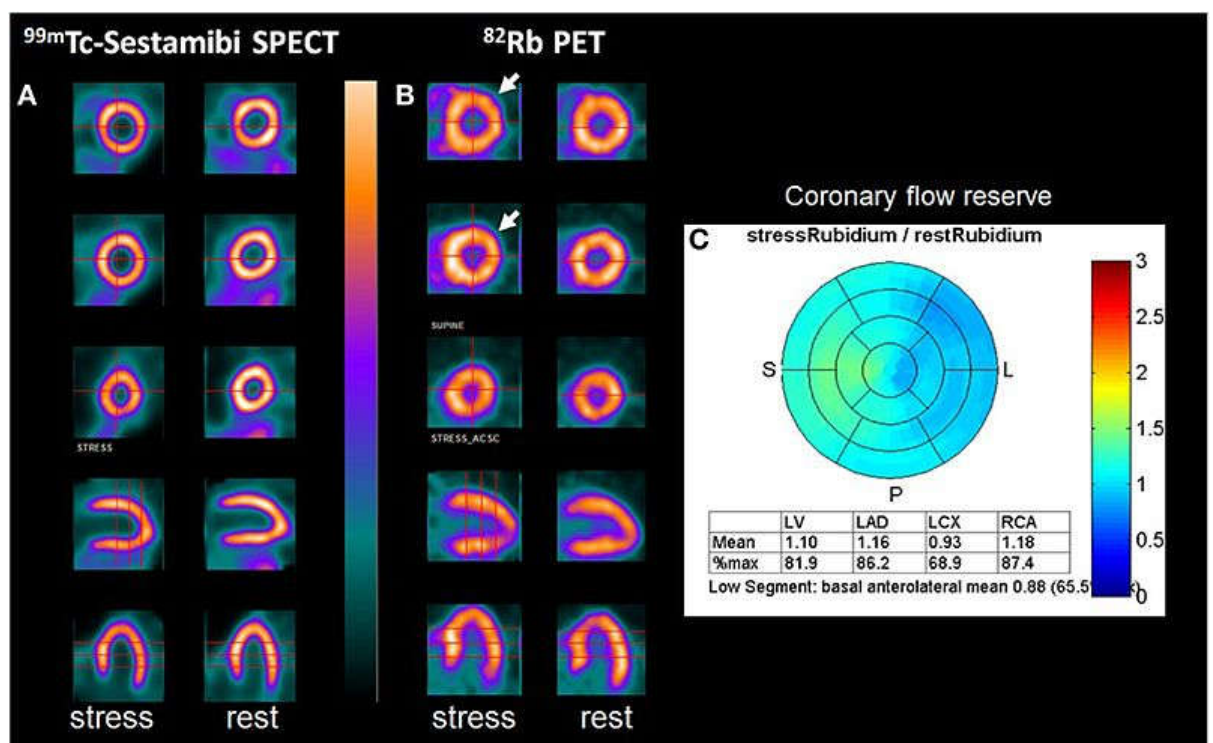 99mTc-Sestamibi SPECT
82Rb PET
A
B
SUPINE
STRESS
STRESS_ACSC
stress rest
stress rest
Coronary flow reserve
C
stressRubidium / restRubidium
S
L
P
3
2.5
2
1.5
1
0.5
0
LV LAD LCX RCA
Mean 1.10 1.16 0.93 1.18
%max 81.9 86.2 68.9 87.4
Low Segment: basal anterolateral mean 0.88 (65.5